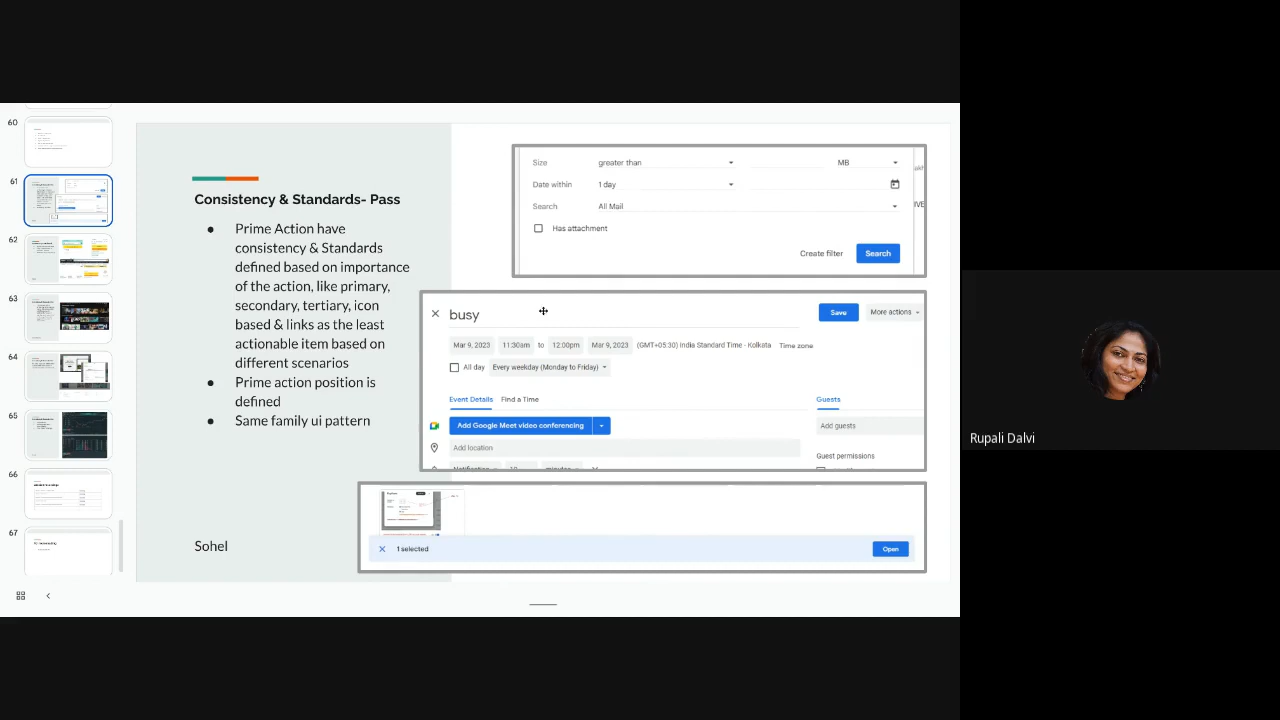 60
61
62
63
64
65
66
67
Consistency & Standards- Pass
● Prime Action have
consistency & Standards
defined based on importance
of the action, like primary,
secondary, tertiary, icon
based & links as the least
actionable item based on
different scenarios
● Prime action position is
defined
● Same family ui pattern
Sohel
Size greater than MB
Date within 1 day
Search All Mail
Has attachment
Create filter Search
busy Save More actions
Mar 9, 2023 11:30am to 12:00pm Mar 9, 2023 (GMT+05:30) India Standard Time - Kolkata Time zone
All day Every weekday (Monday to Friday)
Event Details Find a Time Guests
Add Google Meet video conferencing Add guests
Add location
Guest permissions
Notification 10 minutes
1 selected Open
Rupali Dalvi